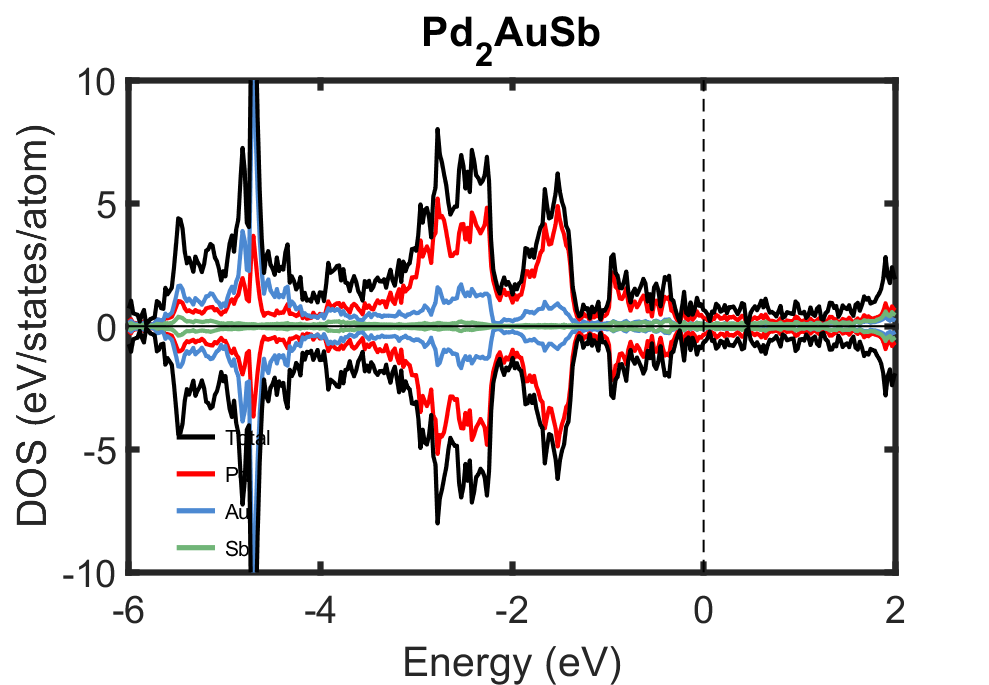 Pd2AuSb
10
5
0
-5
-10
DOS (eV/states/atom)
Total
Pd
Au
Sb
-6
-4
-2
0
2
Energy (eV)